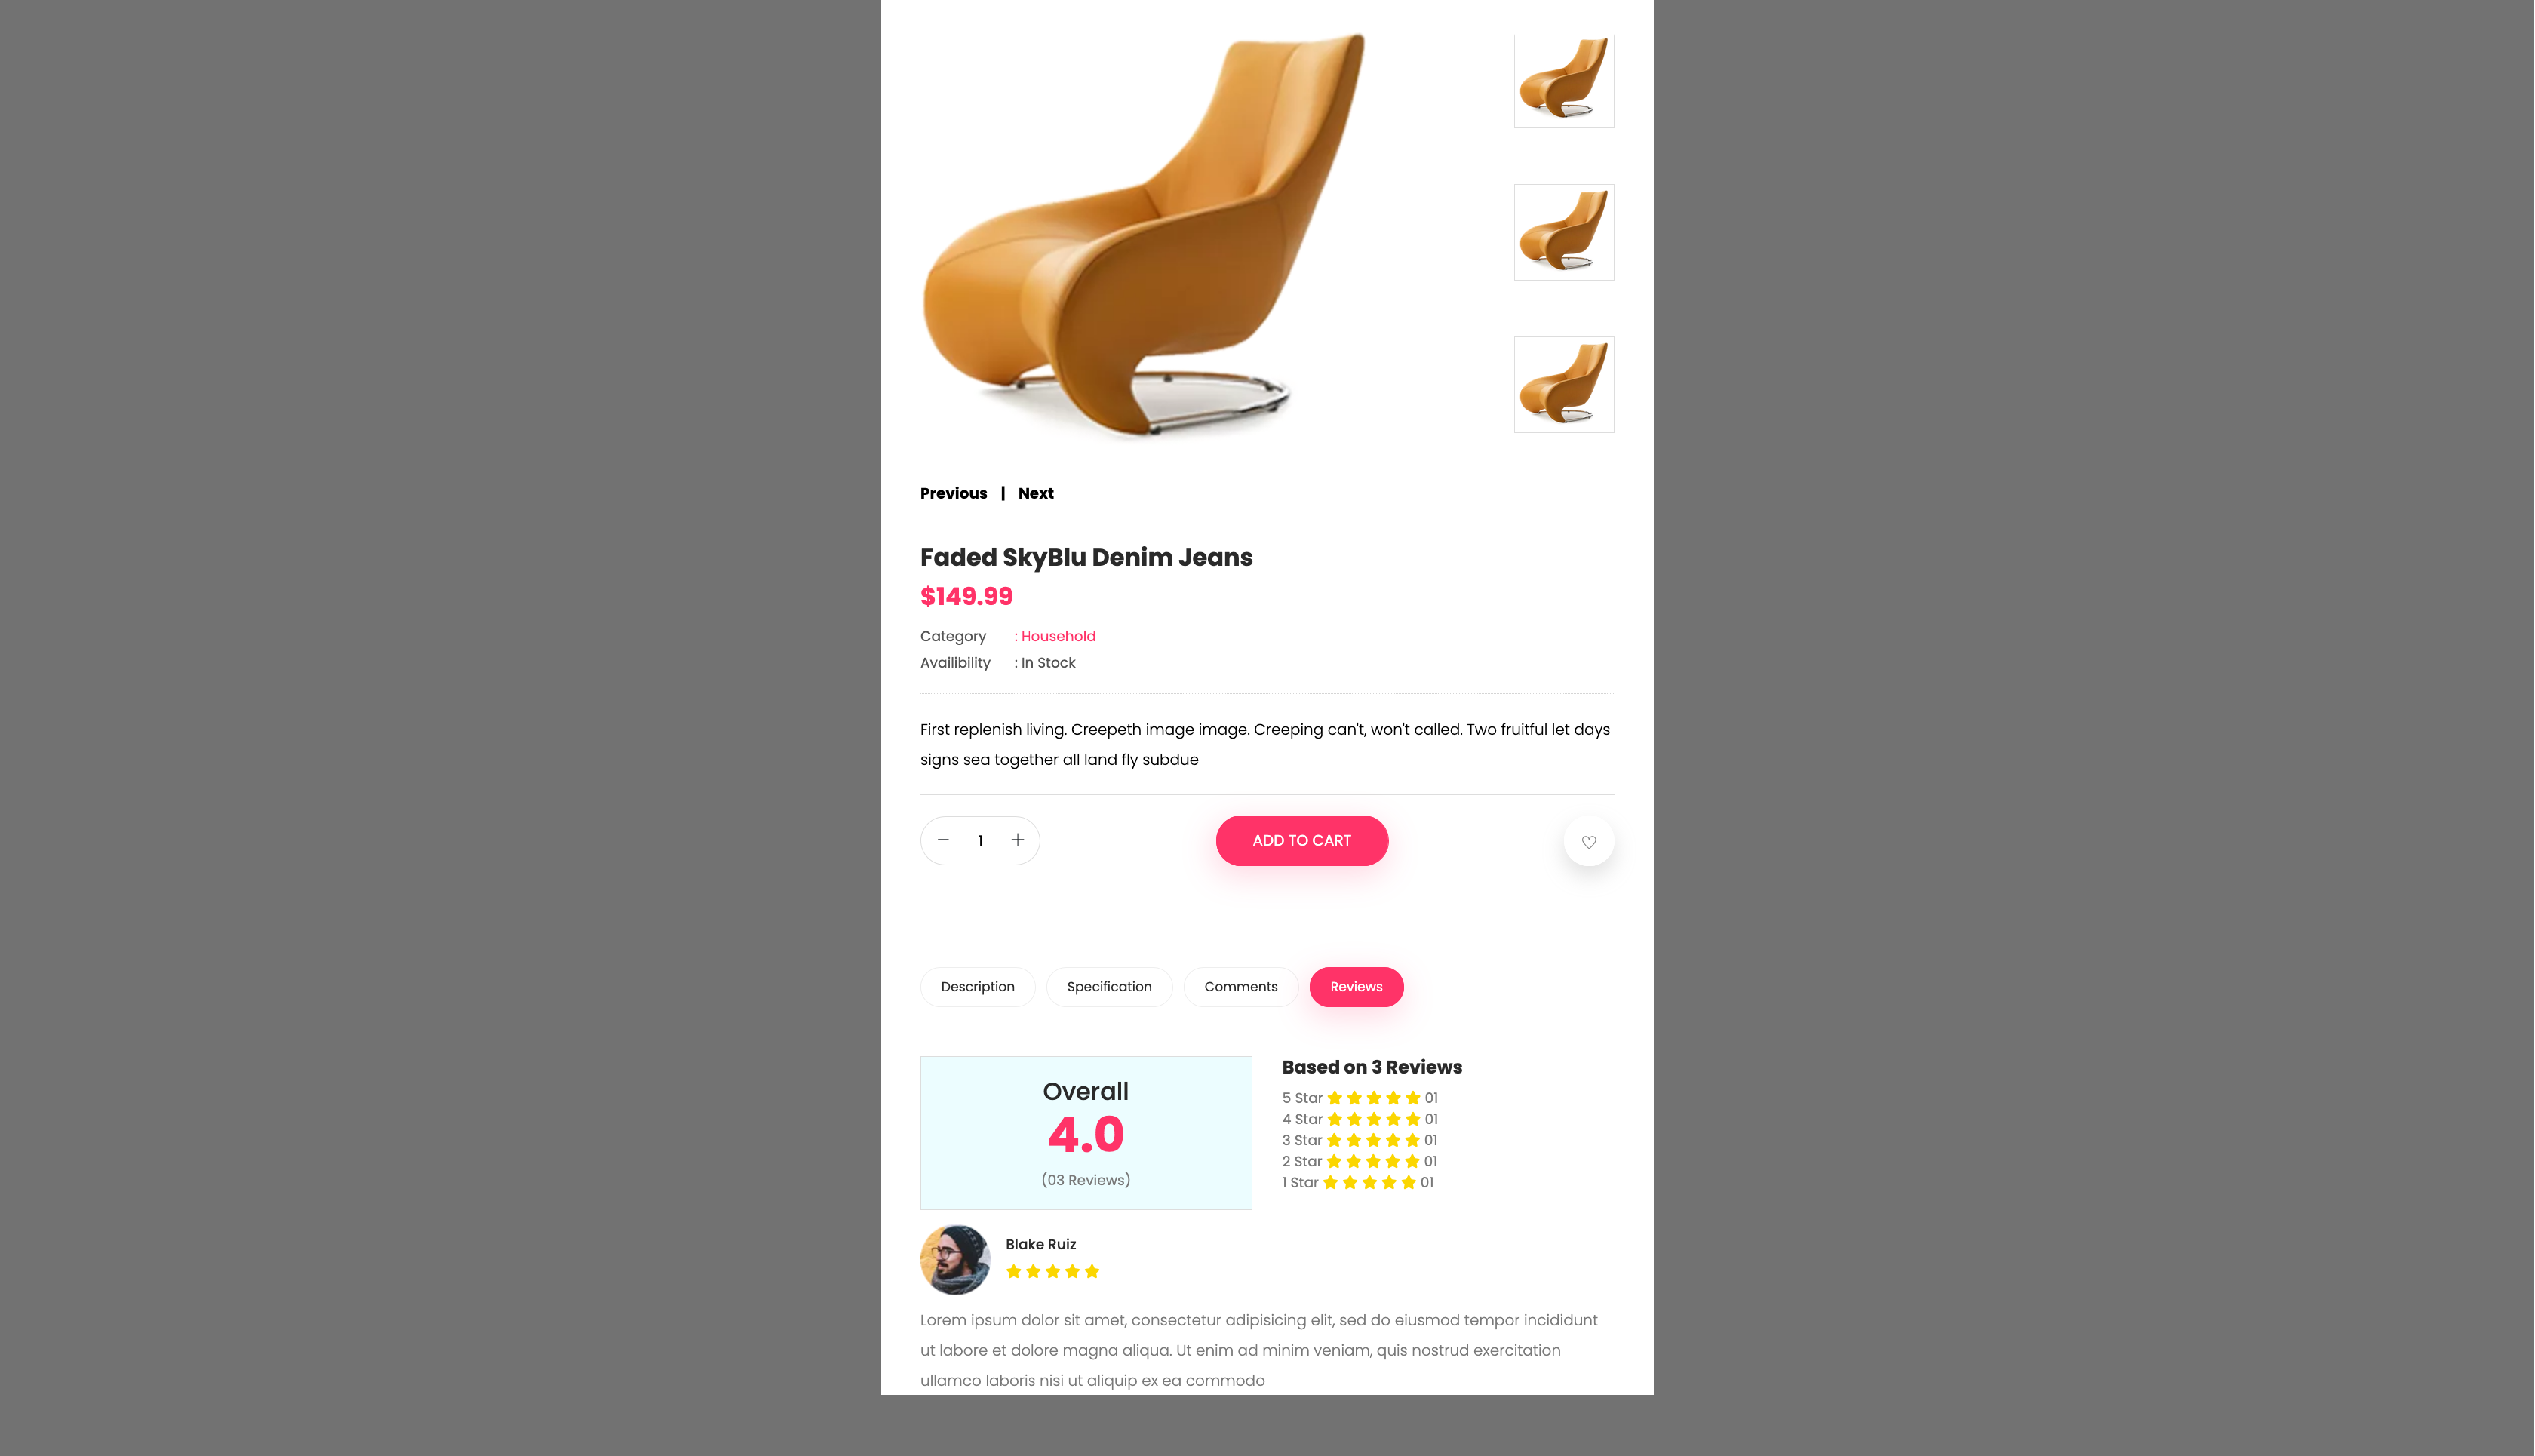 Previous | Next
Faded SkyBlu Denim Jeans
$149.99
Category : Household
Availibility : In Stock
First replenish living. Creepeth image image. Creeping can't, won't called. Two fruitful let days
signs sea together all land fly subdue
1 ADD TO CART
Description Specification Comments Reviews
Overall
4.0
(03 Reviews)
Based on 3 Reviews
5 Star 01
4 Star 01
3 Star 01
2 Star 01
1 Star 01
Blake Ruiz
Lorem ipsum dolor sit amet, consectetur adipisicing elit, sed do eiusmod tempor incididunt
ut labore et dolore magna aliqua. Ut enim ad minim veniam, quis nostrud exercitation
ullamco laboris nisi ut aliquip ex ea commodo